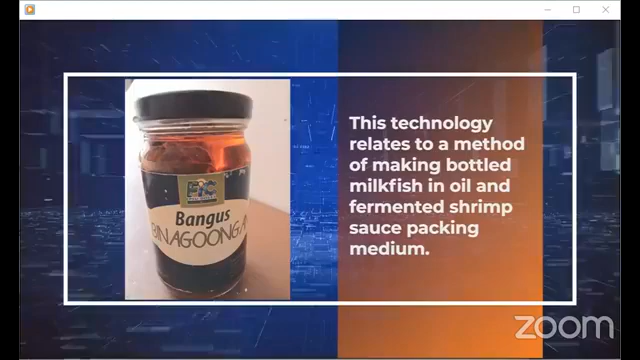 Bangus
BINAGOONGAN
This technology
relates to a method
of making bottled
milkfish in oil and
fermented shrimp
sauce packing
medium.
zoom